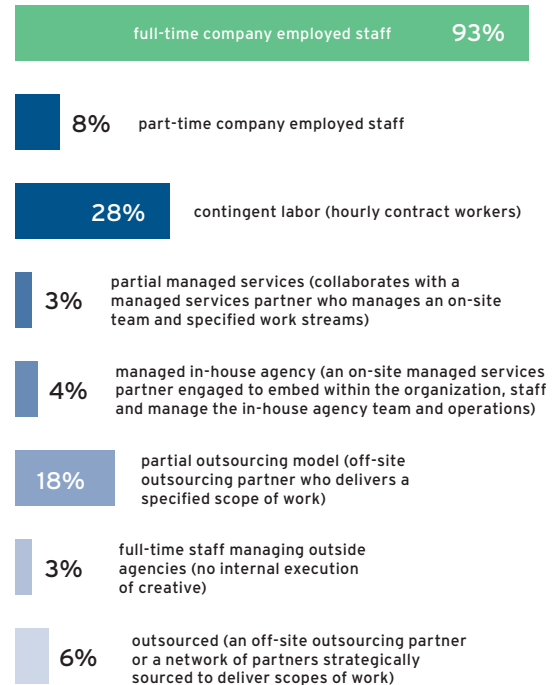 full-time company employed staff 93%
8% part-time company employed staff
28% contingent labor (hourly contract workers)
3% partial managed services (collaborates with a
managed services partner who manages an on-site
team and specified work streams)
4% managed in-house agency (an on-site managed services
partner engaged to embed within the organization, staff
and manage the in-house agency team and operations)
18% partial outsourcing model (off-site
outsourcing partner who delivers a
specified scope of work)
3% full-time staff managing outside
agencies (no internal execution
of creative)
6% outsourced (an off-site outsourcing partner
or a network of partners strategically
sourced to deliver scopes of work)